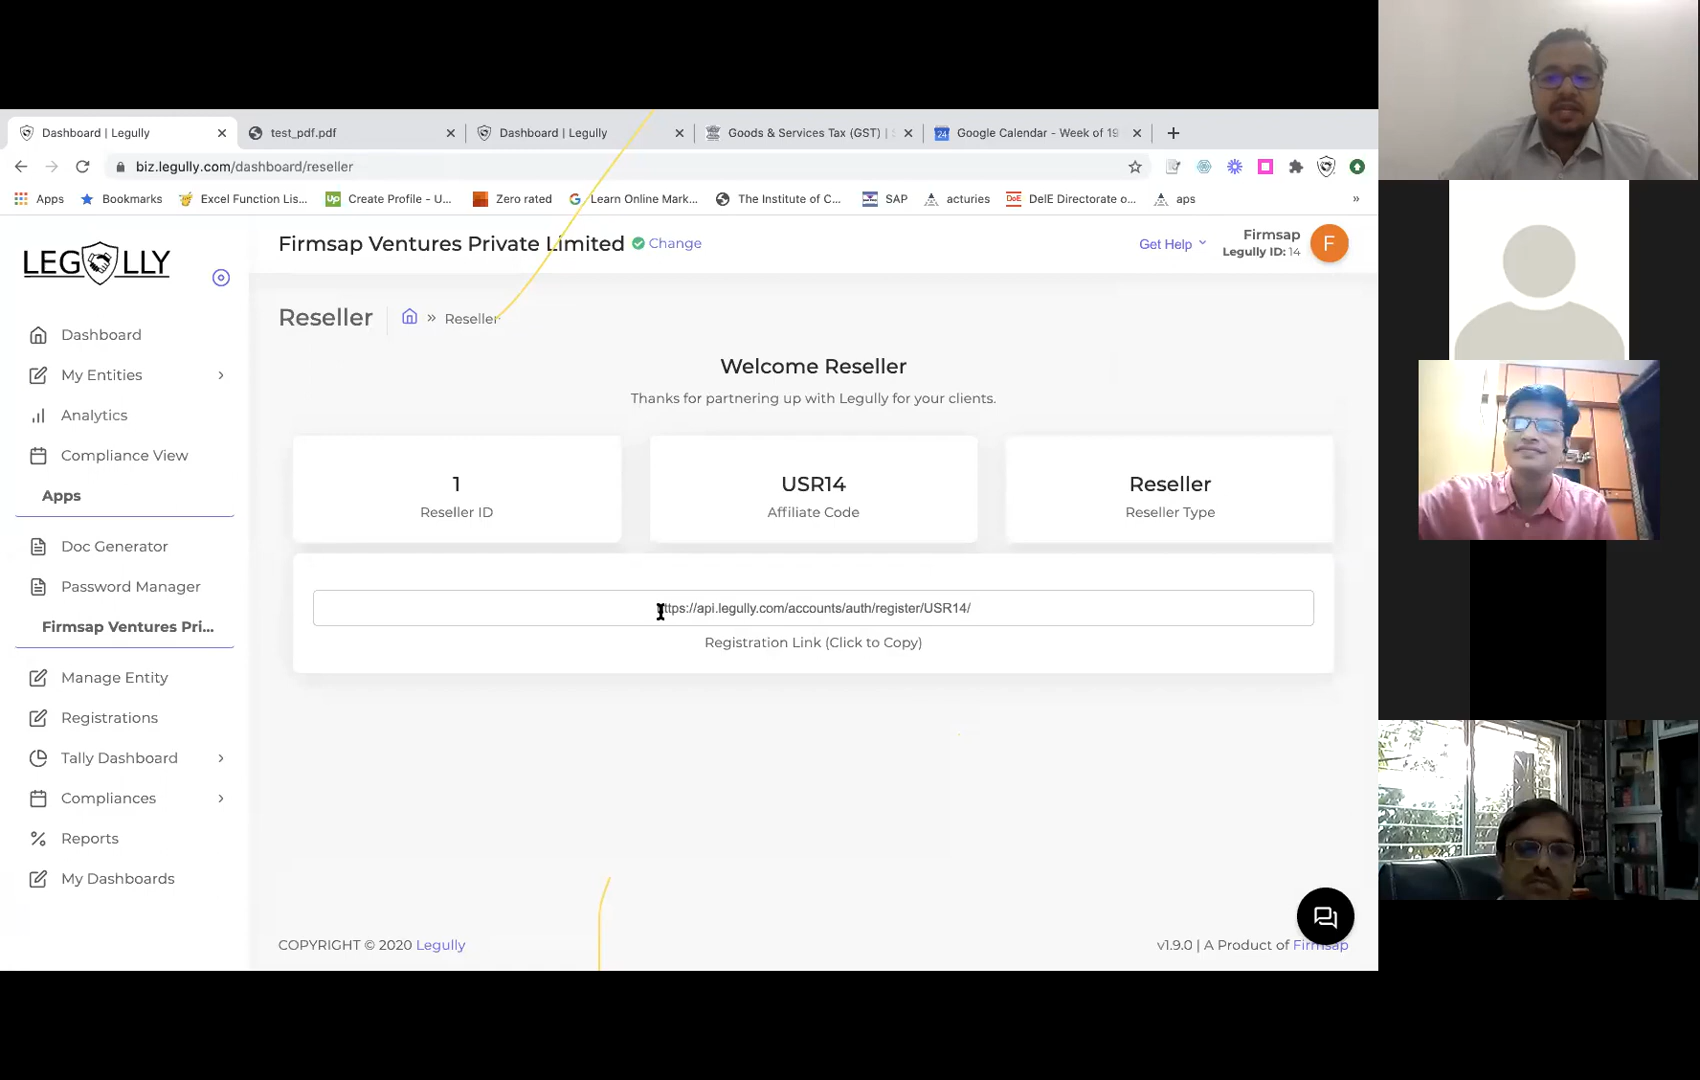 Dashboard | Legully
test_pdf.pdf
Dashboard | Legully
Goods & Services Tax (GST) |
24 Google Calendar - Week of 19
biz.legully.com/dashboard/reseller
Apps
Bookmarks
Excel Function Lis...
Up Create Profile - U...
Zero rated
Learn Online Mark...
The Institute of C...
SAP
acturies
DoE DelE Directorate o...
aps
LEGULLY
Firmsap Ventures Private Limited Change
Get Help
Firmsap
Legully ID: 14
F
Dashboard
My Entities
Analytics
Compliance View
Apps
Doc Generator
Password Manager
Firmsap Ventures Pri...
Manage Entity
Registrations
Tally Dashboard
Compliances
Reports
My Dashboards
Reseller » Reseller
Welcome Reseller
Thanks for partnering up with Legully for your clients.
1
Reseller ID
USR14
Affiliate Code
Reseller
Reseller Type
https://api.legully.com/accounts/auth/register/USR14/
Registration Link (Click to Copy)
COPYRIGHT © 2020 Legully
v1.9.0 | A Product of Firmsap